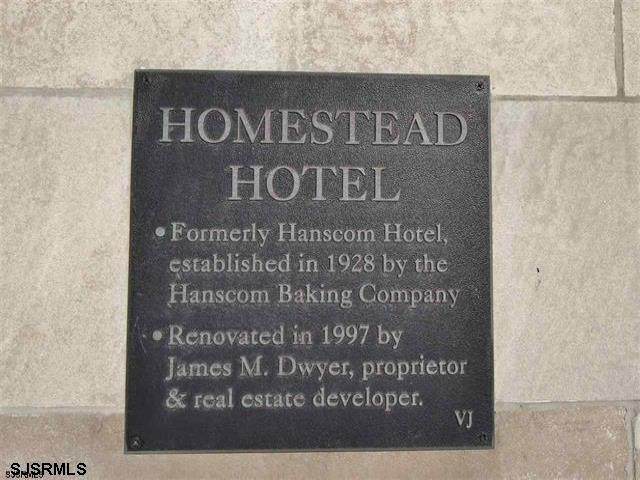 HOMESTEAD
HOTEL
• Formerly Hanscom Hotel,
established in 1928 by the
Hanscom Baking Company
• Renovated in 1997 by
James M. Dwyer, proprietor
& real estate developer.
VJ
SJSRMLS
SJSRMLS